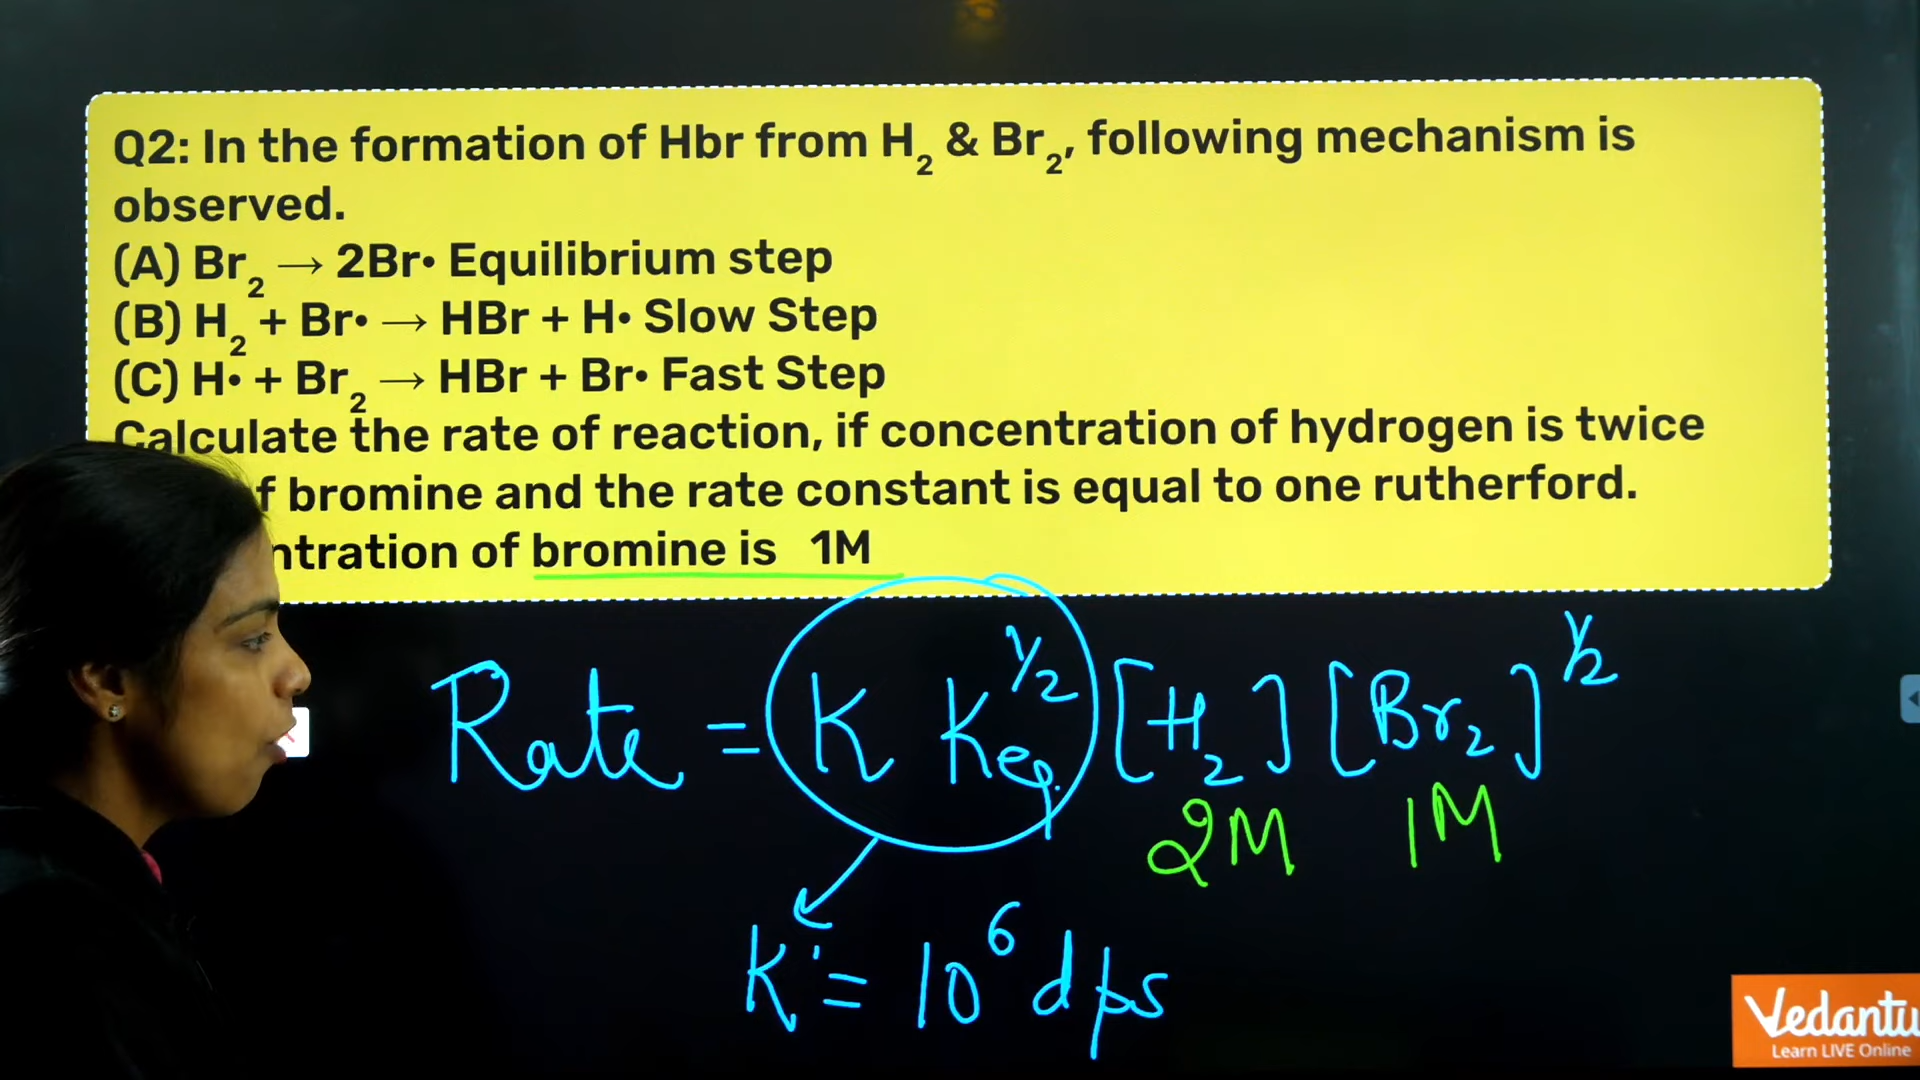 Q2: In the formation of Hbr from H₂ & Br₂, following mechanism is
observed.
(A) Br₂ → 2Br• Equilibrium step
(B) H₂ + Br• → HBr + H• Slow Step
(C) H• + Br₂ → HBr + Br• Fast Step
Calculate the rate of reaction, if concentration of hydrogen is twice
f bromine and the rate constant is equal to one rutherford.
ntration of bromine is 1M
Rate = K Keq^1/2 [H₂] [Br₂]^1/2
2M 1M
K' = 10⁶ dps
Vedantu
Learn LIVE Online